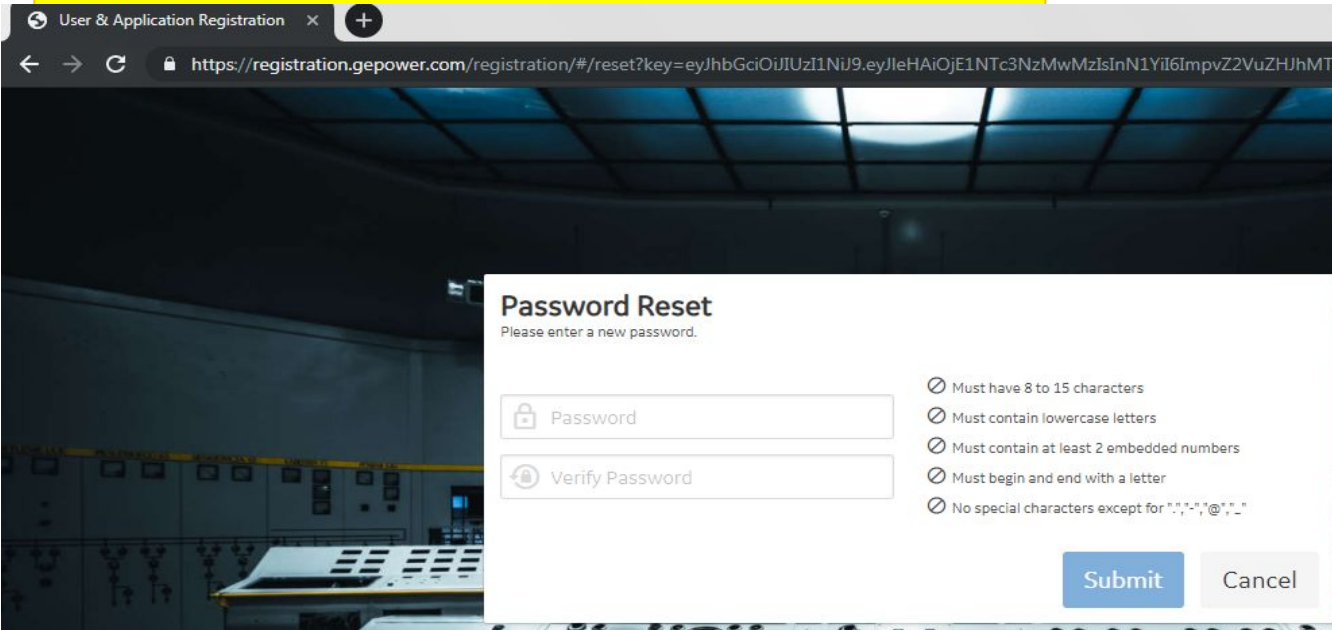 User & Application Registration
https://registration.gepower.com/registration/#/reset?key=eyJhbGciOiJIUzI1NiJ9.eyJleHAiOjE1NTc3NzMwMzIsInN1YiI6ImpvZ2VuZHJhMT
Password Reset
Please enter a new password.
Must have 8 to 15 characters
Password
Must contain lowercase letters
Must contain at least 2 embedded numbers
Verify Password
Must begin and end with a letter
No special characters except for ".","-","@","_"
Submit Cancel